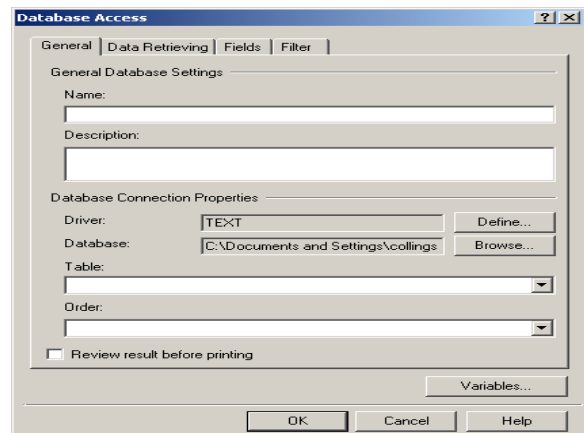 Database Access
General Data Retrieving Fields Filter
General Database Settings
Name:
Description:
Database Connection Properties
Driver: TEXT Define...
Database: C:\Documents and Settings\collings Browse...
Table:
Order:
Review result before printing
Variables...
OK Cancel Help